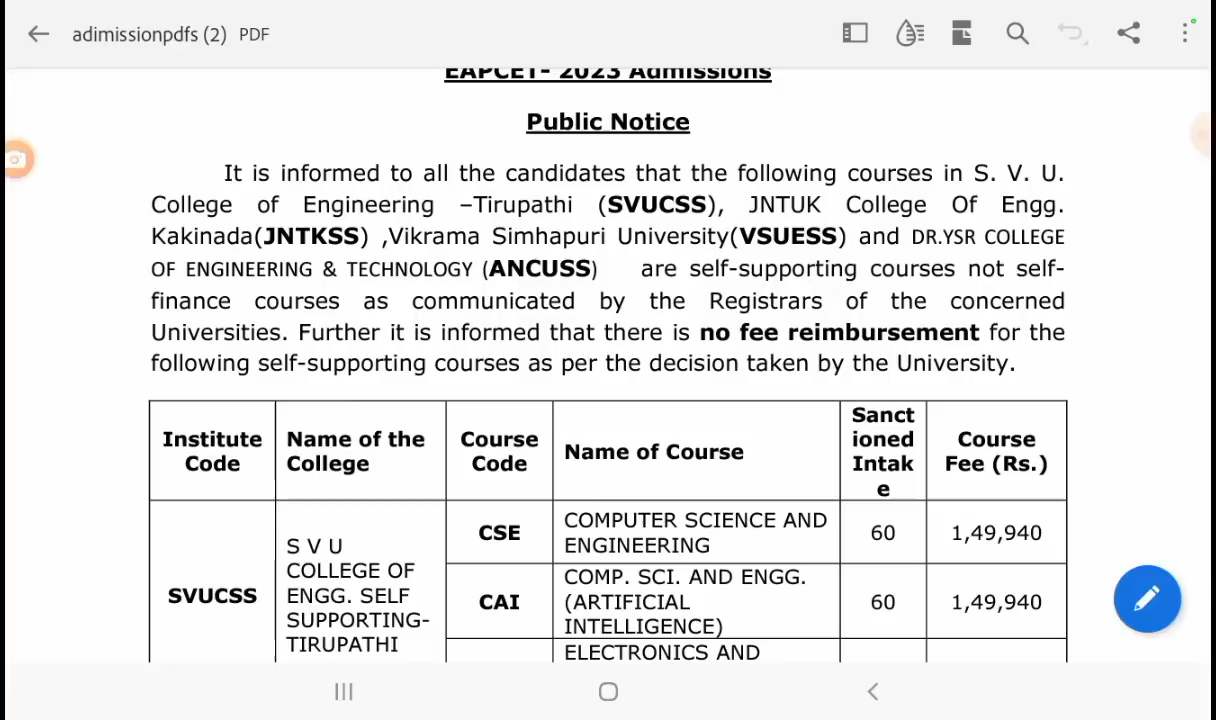 adimissionpdfs (2) PDF
EAPCET- 2023 Admissions
Public Notice
It is informed to all the candidates that the following courses in S. V. U.
College of Engineering –Tirupathi (SVUCSS), JNTUK College Of Engg.
Kakinada(JNTKSS) ,Vikrama Simhapuri University(VSUESS) and DR.YSR COLLEGE
OF ENGINEERING & TECHNOLOGY (ANCUSS) are self-supporting courses not self-
finance courses as communicated by the Registrars of the concerned
Universities. Further it is informed that there is no fee reimbursement for the
following self-supporting courses as per the decision taken by the University.
Institute Code
Name of the College
Course Code
Name of Course
Sanct
ioned
Intak
e
Course Fee (Rs.)
SVUCSS
S V U
COLLEGE OF
ENGG. SELF
SUPPORTING-
TIRUPATHI
CSE
COMPUTER SCIENCE AND
ENGINEERING
60
1,49,940
CAI
COMP. SCI. AND ENGG.
(ARTIFICIAL
INTELLIGENCE)
60
1,49,940
ELECTRONICS AND